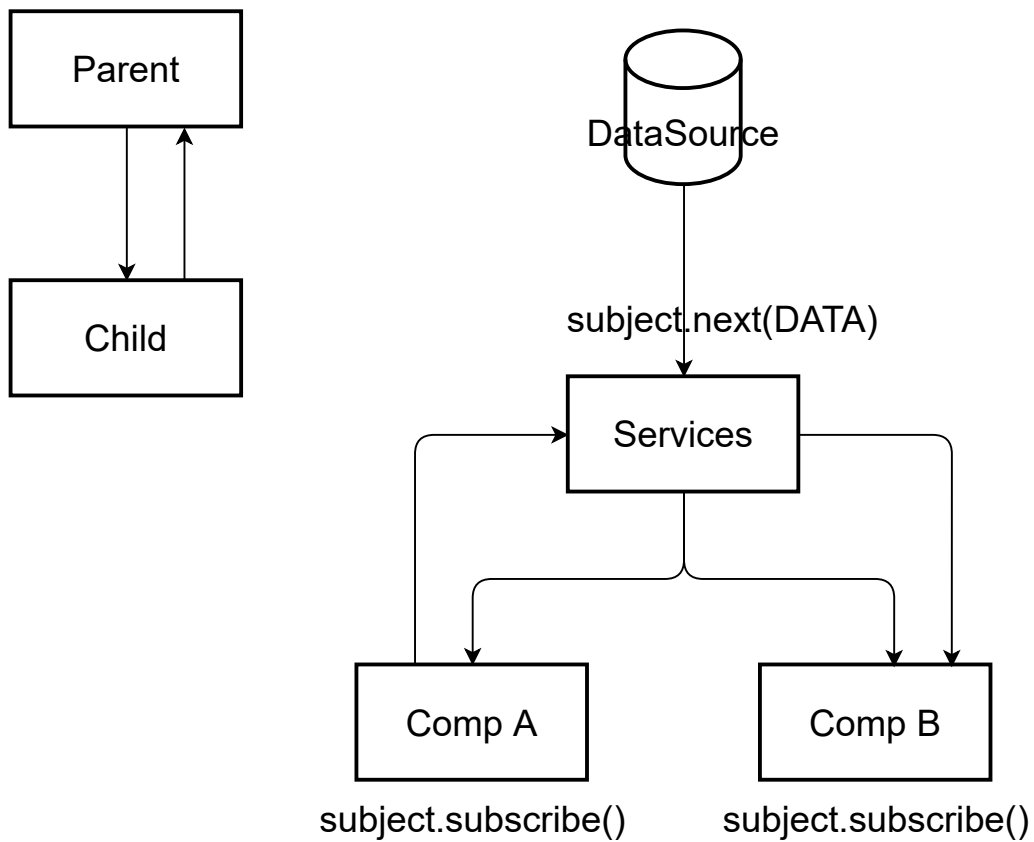 Parent
DataSource
subject.next(DATA)
Child
Services
Comp A
Comp B
subject.subscribe()
subject.subscribe()